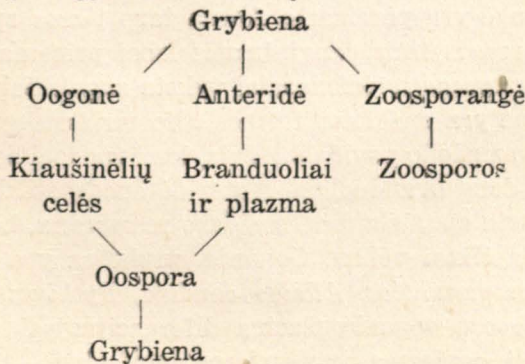 Grybiena
Oogonė Anteridė Zoosporangė
Kiaušinėlių Branduoliai Zoosporos
celės ir plazma
Oospora
Grybiena